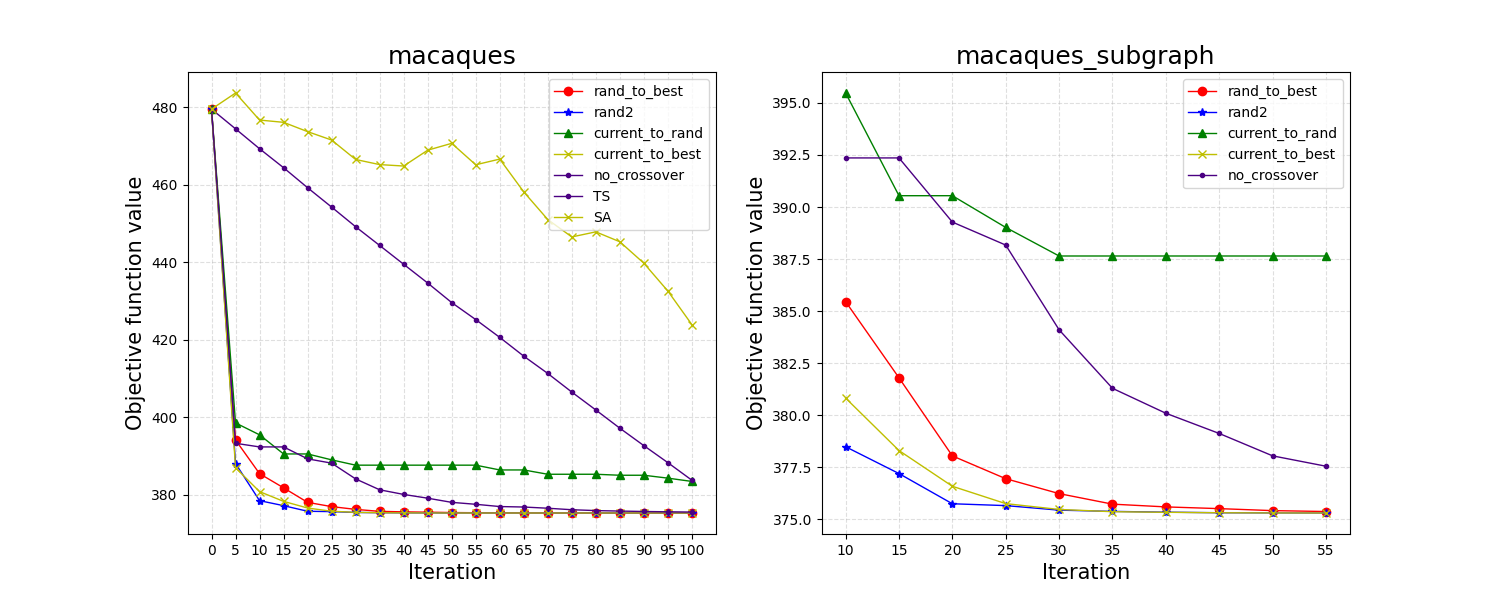 macaques
Objective function value
480
460
440
420
400
380
0 5 10 15 20 25 30 35 40 45 50 55 60 65 70 75 80 85 90 95 100
Iteration
rand_to_best
rand2
current_to_rand
current_to_best
no_crossover
TS
SA
macaques_subgraph
Objective function value
395.0
392.5
390.0
387.5
385.0
382.5
380.0
377.5
375.0
10 15 20 25 30 35 40 45 50 55
Iteration
rand_to_best
rand2
current_to_rand
current_to_best
no_crossover